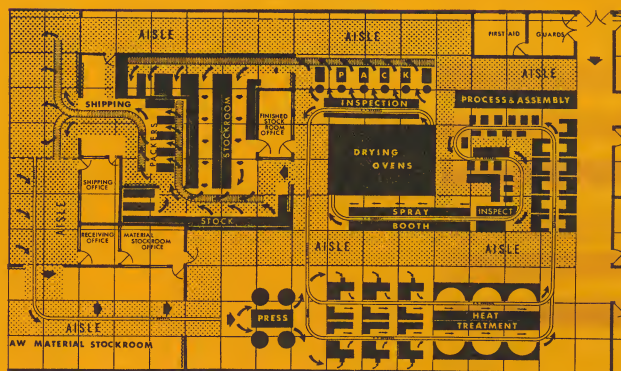 AISLE
AISLE
FIRST AID
GUARDS
AISLE
PACK
INSPECTION
PROCESS & ASSEMBLY
SHIPPING
PACKERS
STOCKROOM
FINISHED
STOCK
ROOM
OFFICE
DRYING
OVENS
SHIPPING
OFFICE
AISLE
SPRAY
BOOTH
INSPECT
STOCK
RECEIVING
OFFICE
MATERIAL
STOCKROOM
OFFICE
AISLE
AISLE
PRESS
HEAT
TREATMENT
AISLE
AW MATERIAL STOCKROOM